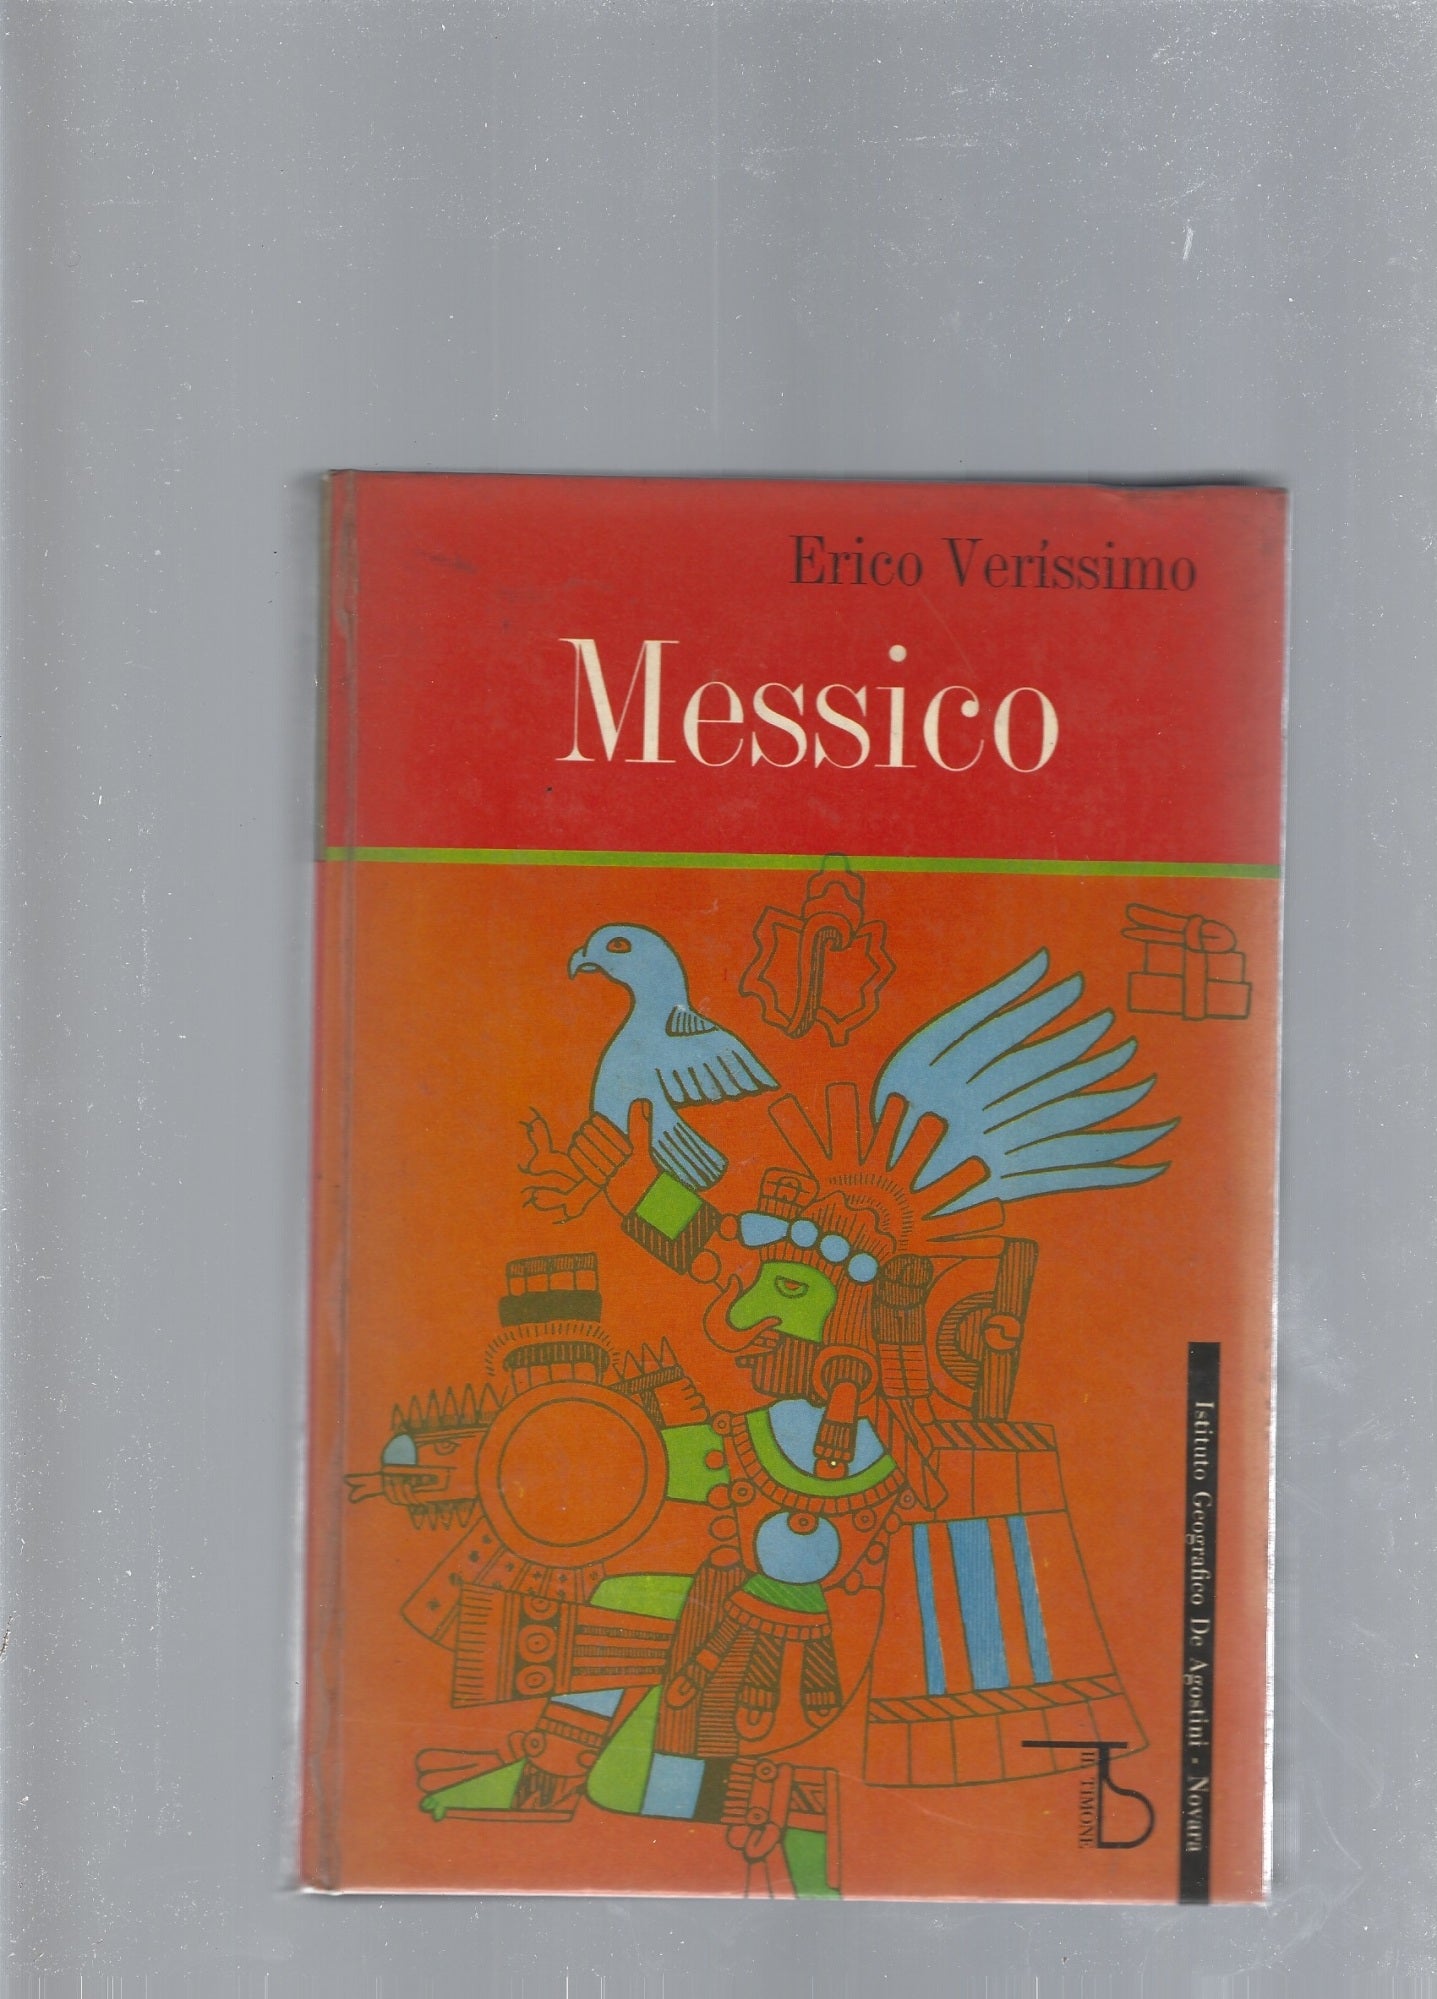 Erico Veríssimo
Messico
Istituto Geografico De Agostini - Novara
IL TIMONE